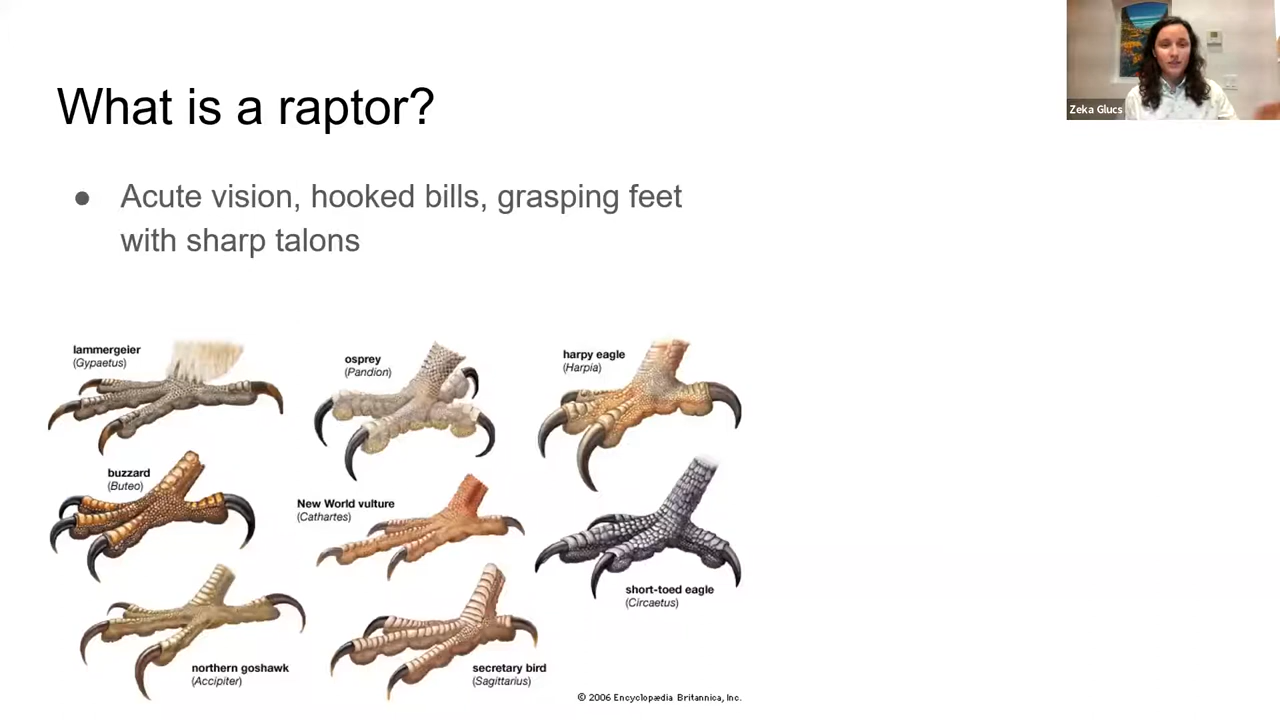 Zeka Glucs
What is a raptor?
● Acute vision, hooked bills, grasping feet
with sharp talons
lammergeier
(Gypaetus)
osprey
(Pandion)
harpy eagle
(Harpia)
buzzard
(Buteo)
New World vulture
(Cathartes)
short-toed eagle
(Circaetus)
northern goshawk
(Accipiter)
secretary bird
(Sagittarius)
© 2006 Encyclopædia Britannica, Inc.